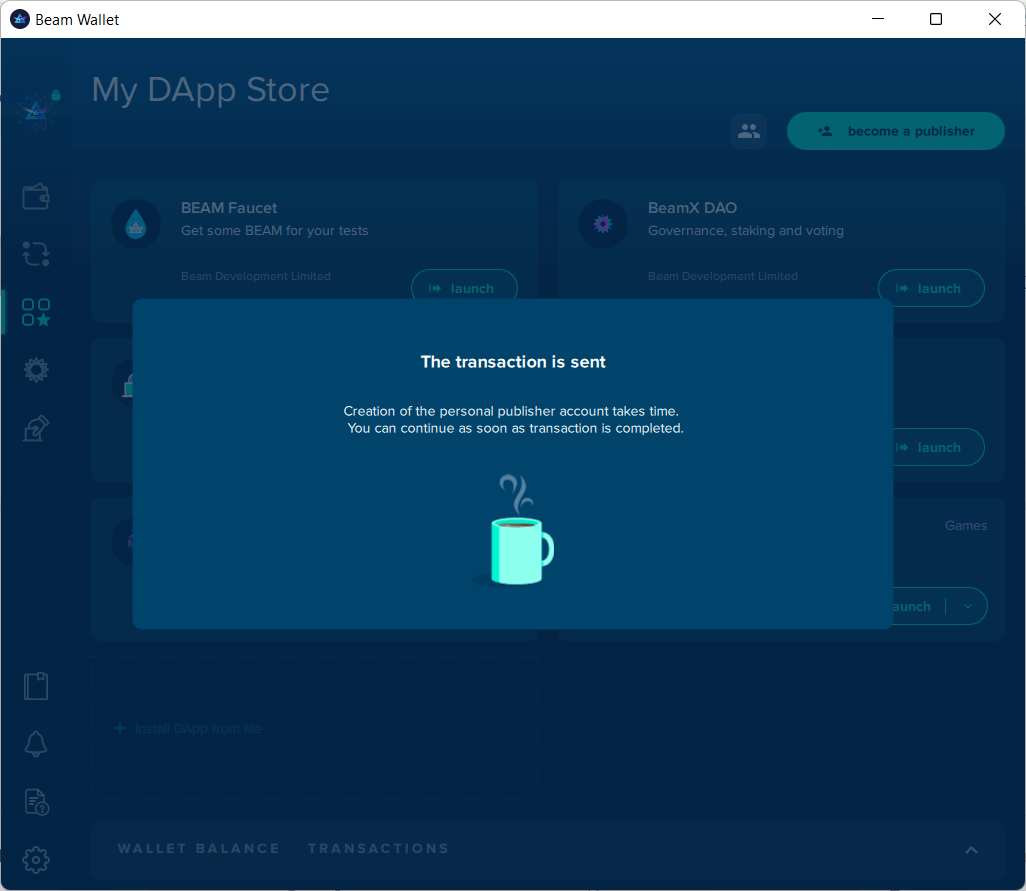 Beam Wallet
My DApp Store
become a publisher
BEAM Faucet
Get some BEAM for your tests
Beam Development Limited
launch
BeamX DAO
Governance, staking and voting
Beam Development Limited
launch
The transaction is sent
Creation of the personal publisher account takes time.
You can continue as soon as transaction is completed.
launch
Games
aunch
Install DApp from file
WALLET BALANCE TRANSACTIONS